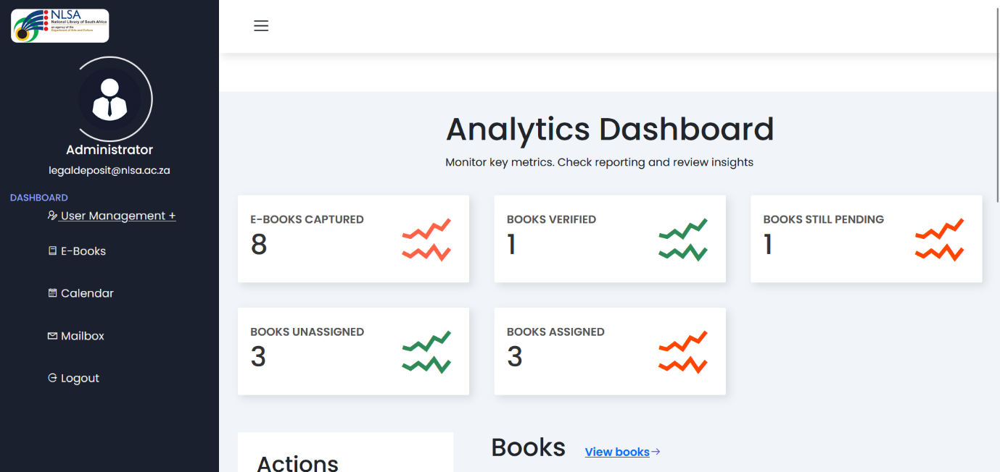 NLSA
National Library of South Africa
an agency of the
Department of Arts and Culture
Administrator
legaldeposit@nlsa.ac.za
DASHBOARD
User Management +
E-Books
Calendar
Mailbox
Logout
Analytics Dashboard
Monitor key metrics. Check reporting and review insights
E-BOOKS CAPTURED
8
BOOKS VERIFIED
1
BOOKS STILL PENDING
1
BOOKS UNASSIGNED
3
BOOKS ASSIGNED
3
Actions
Books
View books→